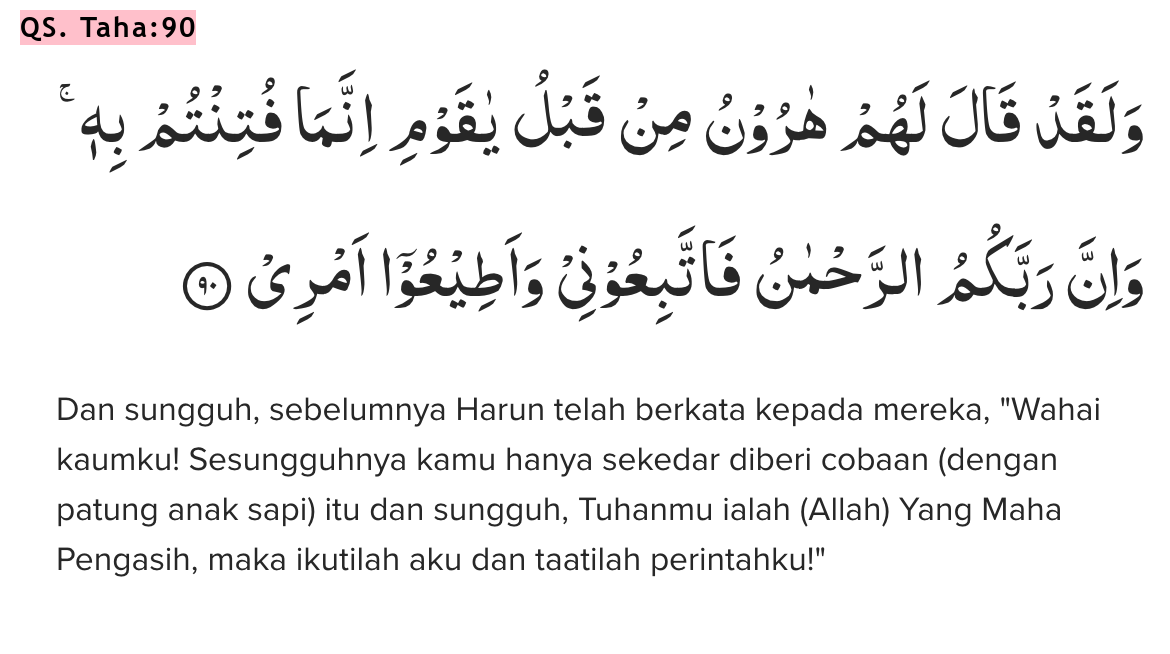 QS. Taha:90
وَلَقَدْ قَالَ لَهُمْ هٰرُوْنُ مِنْ قَبْلُ يٰقَوْمِ اِنَّمَا فُتِنْتُمْ بِهٖۚ
وَاِنَّ رَبَّكُمُ الرَّحْمٰنُ فَاتَّبِعُوْنِيْ وَاَطِيْعُوْٓا اَمْرِيْ ٩٠
Dan sungguh, sebelumnya Harun telah berkata kepada mereka, "Wahai
kaumku! Sesungguhnya kamu hanya sekedar diberi cobaan (dengan
patung anak sapi) itu dan sungguh, Tuhanmu ialah (Allah) Yang Maha
Pengasih, maka ikutilah aku dan taatilah perintahku!"